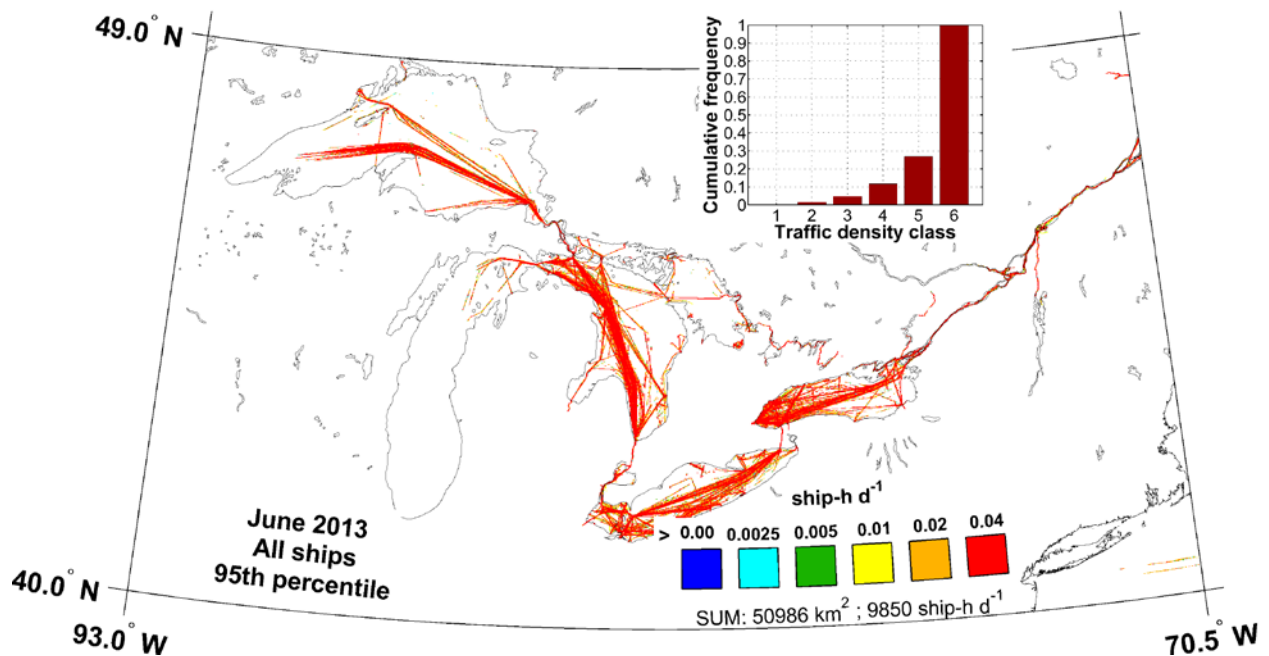 49.0° N
1
0.9
0.8
0.7
0.6
0.5
0.4
0.3
0.2
0.1
0
Cumulative frequency
1 2 3 4 5 6
Traffic density class
June 2013
All ships
95th percentile
ship-h d⁻¹
> 0.00 0.0025 0.005 0.01 0.02 0.04
SUM: 50986 km² ; 9850 ship-h d⁻¹
40.0° N
93.0° W
70.5° W